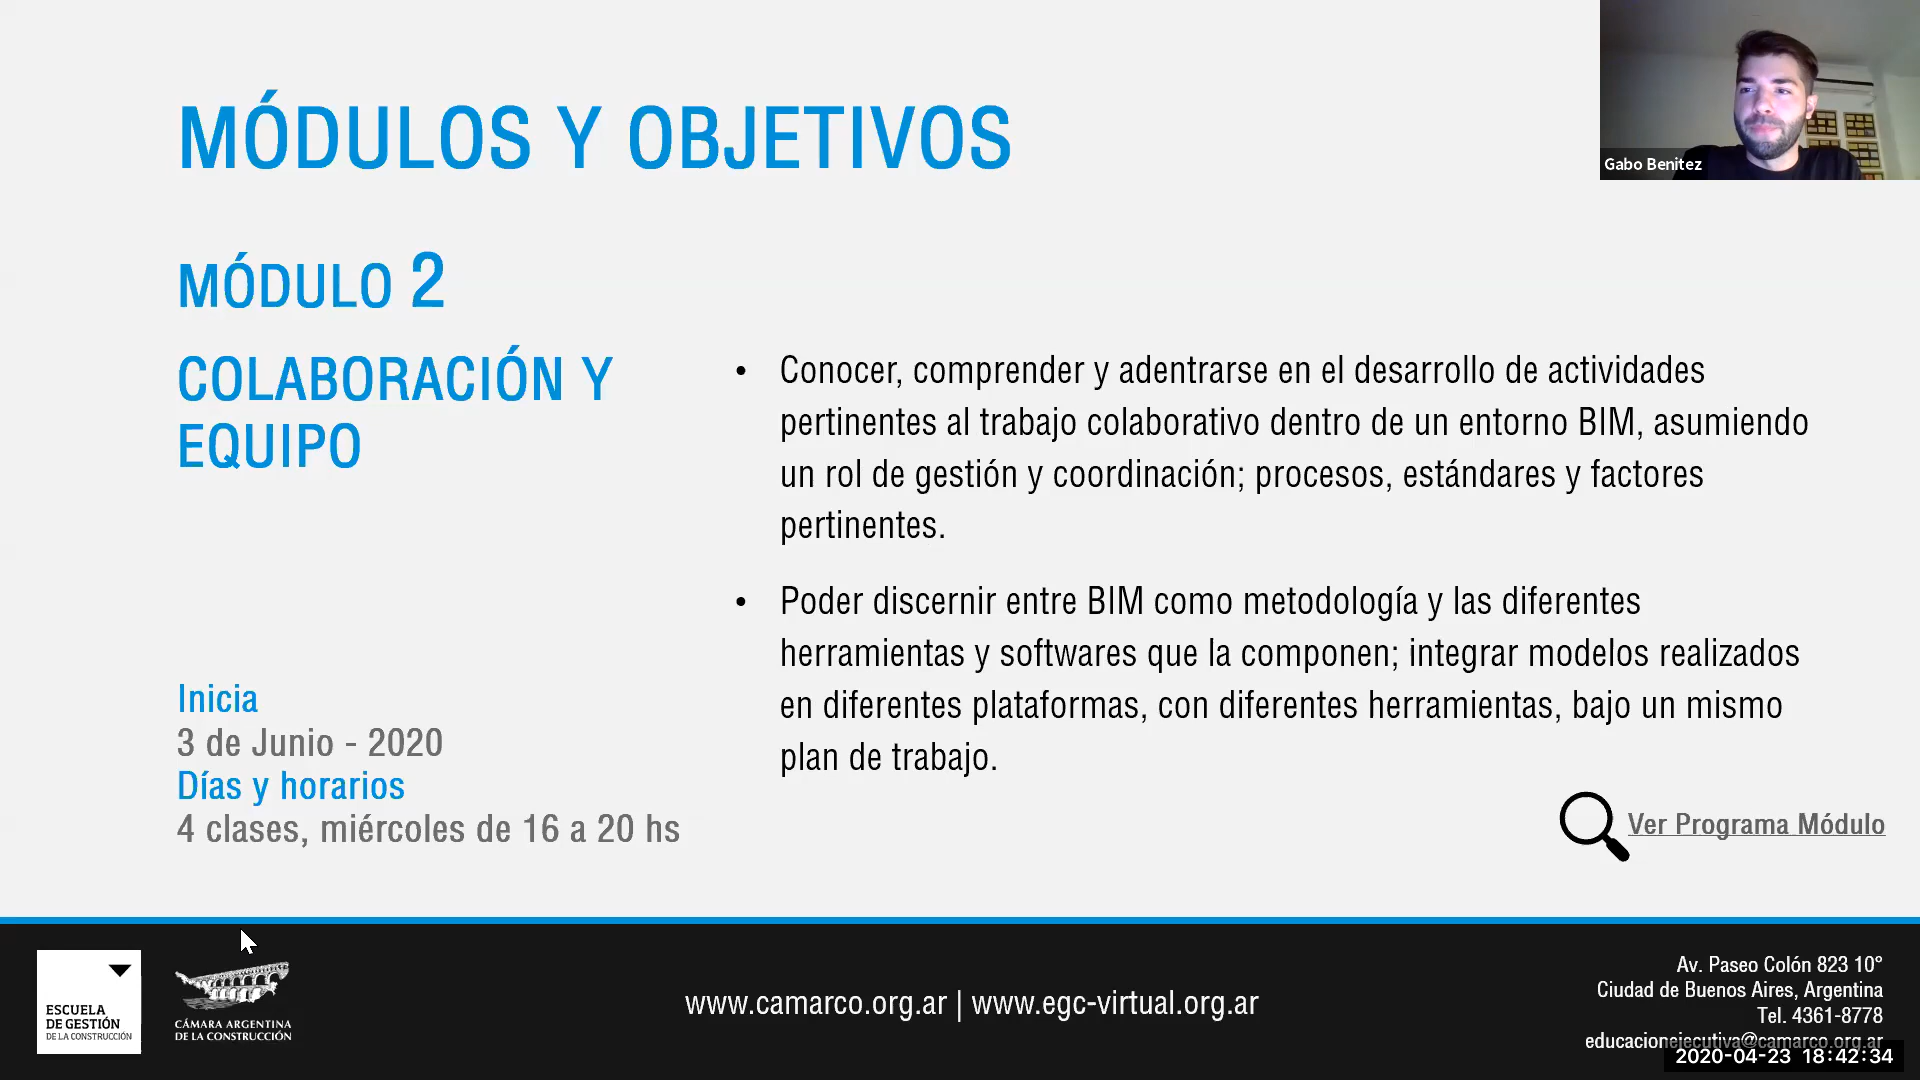 MÓDULOS Y OBJETIVOS
Gabo Benitez
MÓDULO 2
COLABORACIÓN Y
EQUIPO
• Conocer, comprender y adentrarse en el desarrollo de actividades
pertinentes al trabajo colaborativo dentro de un entorno BIM, asumiendo
un rol de gestión y coordinación; procesos, estándares y factores
pertinentes.
• Poder discernir entre BIM como metodología y las diferentes
herramientas y softwares que la componen; integrar modelos realizados
en diferentes plataformas, con diferentes herramientas, bajo un mismo
plan de trabajo.
Inicia
3 de Junio - 2020
Días y horarios
4 clases, miércoles de 16 a 20 hs
Ver Programa Módulo
ESCUELA
DE GESTIÓN
DE LA CONSTRUCCIÓN
CÁMARA ARGENTINA
DE LA CONSTRUCCIÓN
www.camarco.org.ar | www.egc-virtual.org.ar
Av. Paseo Colón 823 10°
Ciudad de Buenos Aires, Argentina
Tel. 4361-8778
educacionejecutiva@camarco.org.ar
2020-04-23 18:42:34